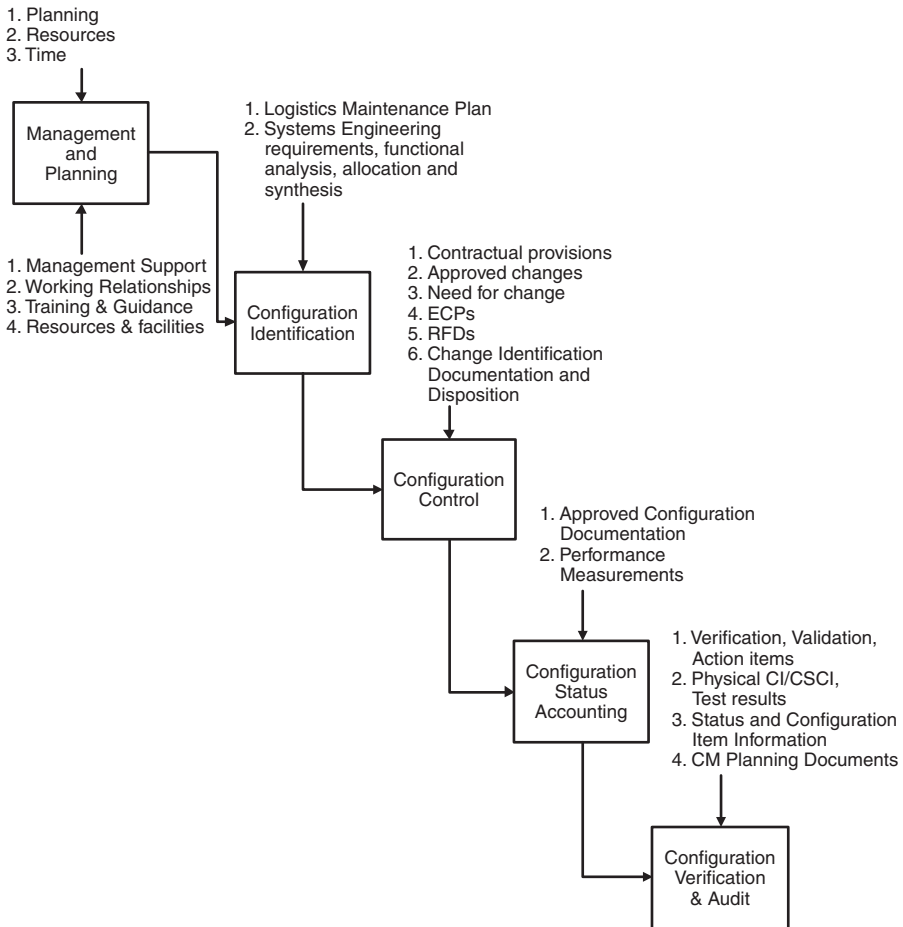 1. Planning
2. Resources
3. Time
Management
and
Planning
1. Management Support
2. Working Relationships
3. Training & Guidance
4. Resources & facilities
1. Logistics Maintenance Plan
2. Systems Engineering
requirements, functional
analysis, allocation and
synthesis
Configuration
Identification
1. Contractual provisions
2. Approved changes
3. Need for change
4. ECPs
5. RFDs
6. Change Identification
Documentation and
Disposition
Configuration
Control
1. Approved Configuration
Documentation
2. Performance
Measurements
Configuration
Status
Accounting
1. Verification, Validation,
Action items
2. Physical CI/CSCI,
Test results
3. Status and Configuration
Item Information
4. CM Planning Documents
Configuration
Verification
& Audit